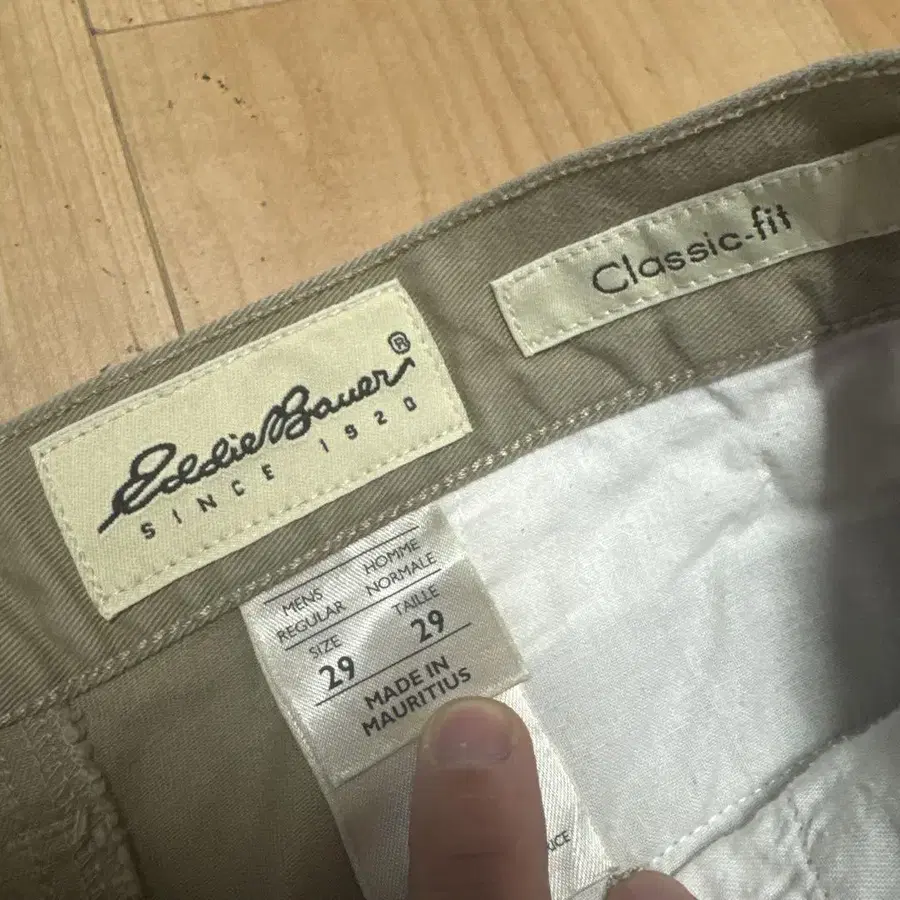 Eddie Bauer®
SINCE 1920
Classic-fit
MENS HOMME
REGULAR NORMALE
SIZE TAILLE
29 29
MADE IN
MAURITIUS